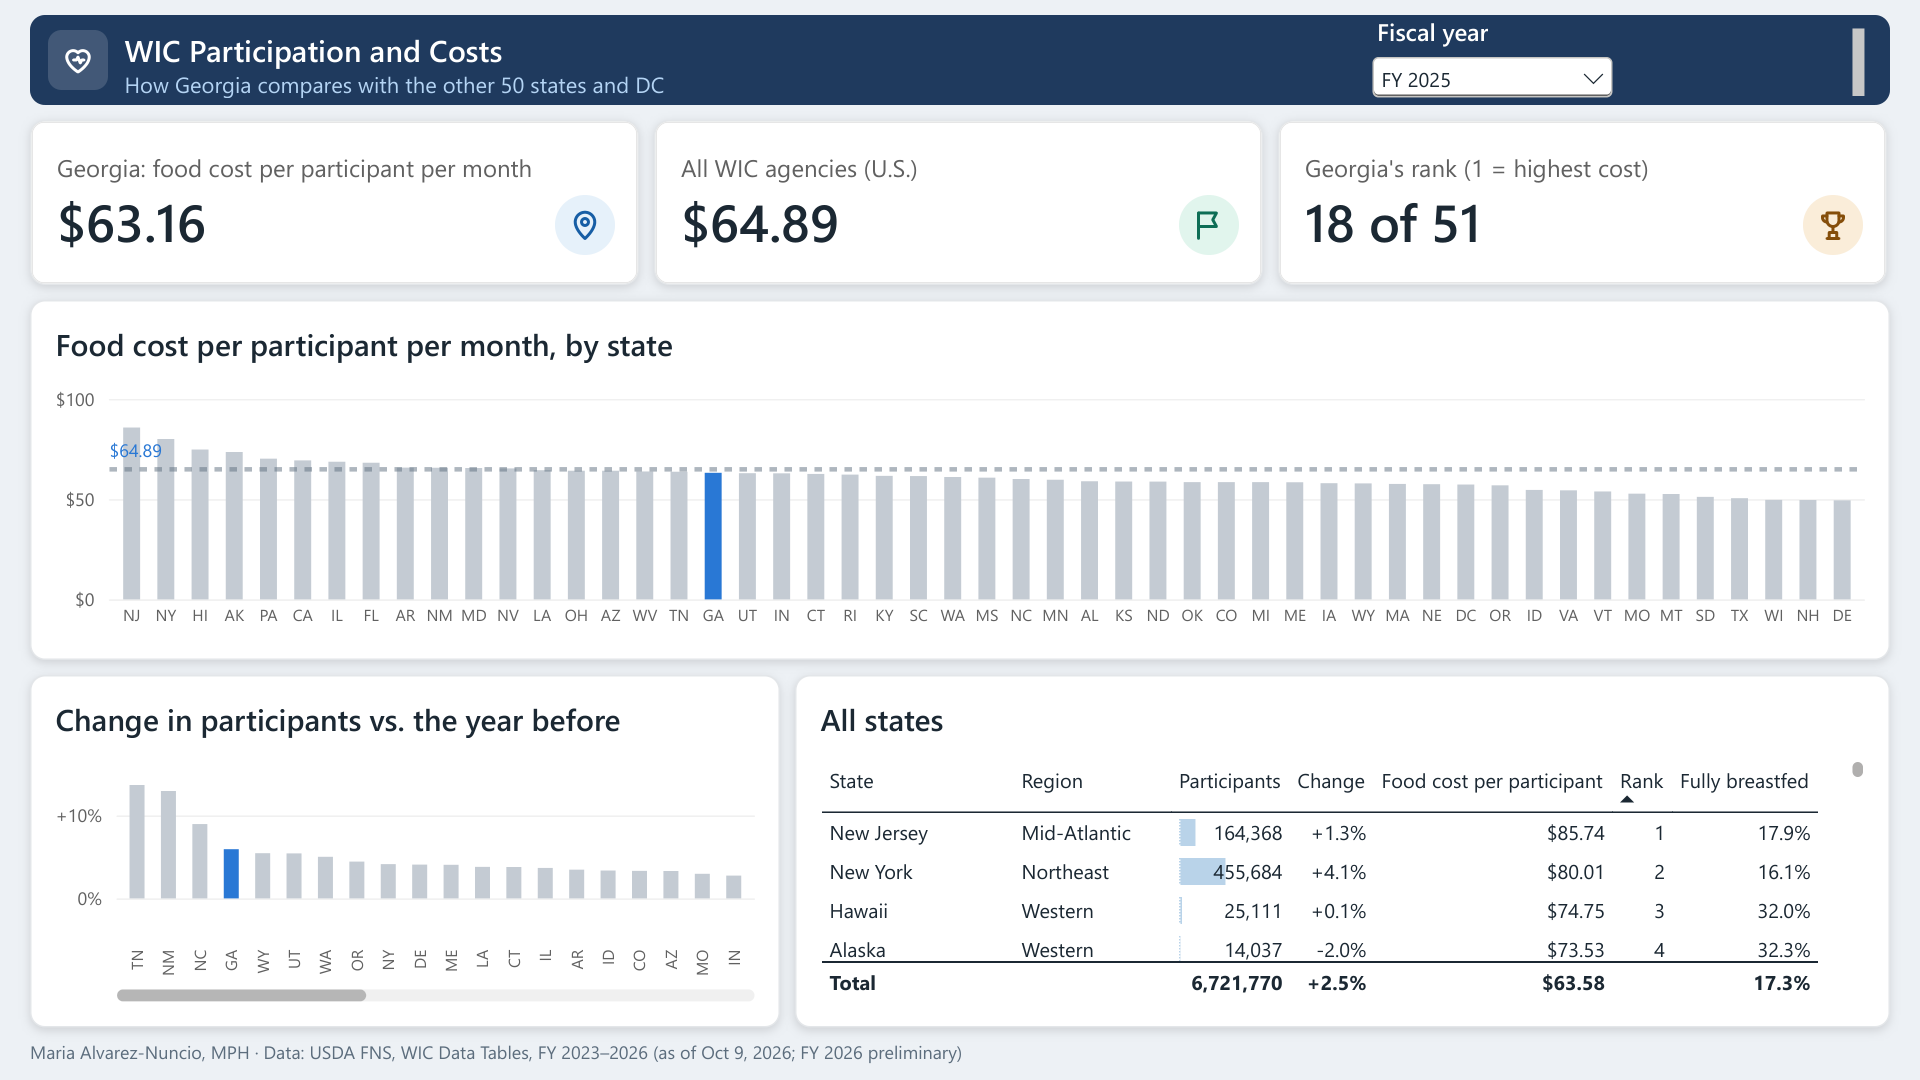 WIC Participation and Costs
How Georgia compares with the other 50 states and DC
Fiscal year
FY 2025
Georgia: food cost per participant per month
$63.16
All WIC agencies (U.S.)
$64.89
Georgia's rank (1 = highest cost)
18 of 51
Food cost per participant per month, by state
$100
$64.89
$50
$0
NJ NY HI AK PA CA IL FL AR NM MD NV LA OH AZ WV TN GA UT IN CT RI KY SC WA MS NC MN AL KS ND OK CO MI ME IA WY MA NE DC OR ID VA VT MO MT SD TX WI NH DE
Change in participants vs. the year before
+10%
0%
TN NM NC GA WY UT WA OR NY DE ME LA CT IL AR ID CO AZ MO IN
All states
State Region Participants Change Food cost per participant Rank Fully breastfed
New Jersey Mid-Atlantic 164,368 +1.3% $85.74 1 17.9%
New York Northeast 455,684 +4.1% $80.01 2 16.1%
Hawaii Western 25,111 +0.1% $74.75 3 32.0%
Alaska Western 14,037 -2.0% $73.53 4 32.3%
Total 6,721,770 +2.5% $63.58 17.3%
Maria Alvarez-Nuncio, MPH · Data: USDA FNS, WIC Data Tables, FY 2023–2026 (as of Oct 9, 2026; FY 2026 preliminary)